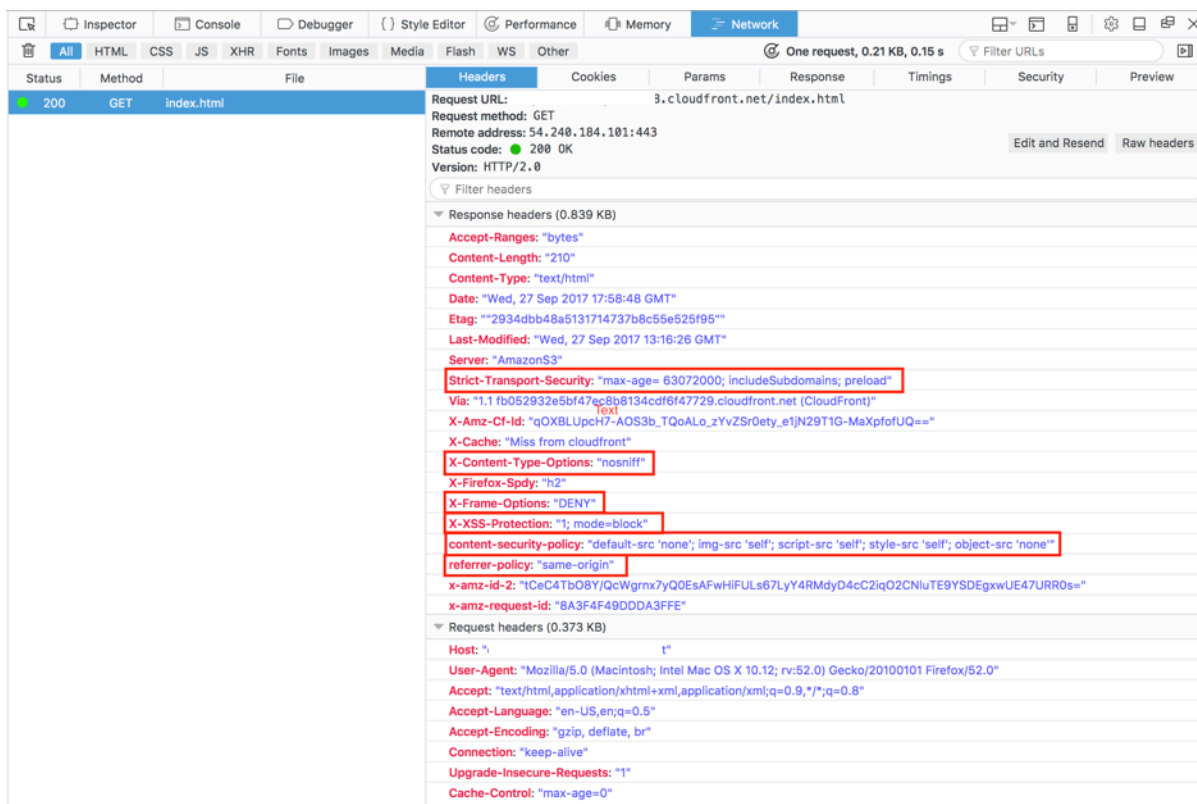 Inspector Console Debugger { } Style Editor Performance Memory Network
All HTML CSS JS XHR Fonts Images Media Flash WS Other One request, 0.21 KB, 0.15 s Filter URLs
Status Method File Headers Cookies Params Response Timings Security Preview
200 GET index.html
Request URL: 3.cloudfront.net/index.html
Request method: GET
Remote address: 54.240.184.101:443
Status code: 200 OK
Edit and Resend Raw headers
Version: HTTP/2.0
Filter headers
Response headers (0.839 KB)
Accept-Ranges: "bytes"
Content-Length: "210"
Content-Type: "text/html"
Date: "Wed, 27 Sep 2017 17:58:48 GMT"
Etag: ""2934dbb48a5131714737b8c55e525f95""
Last-Modified: "Wed, 27 Sep 2017 13:16:26 GMT"
Server: "AmazonS3"
Strict-Transport-Security: "max-age= 63072000; includeSubdomains; preload"
Via: "1.1 fb052932e5bf47ec8b8134cdf6f47729.cloudfront.net (CloudFront)"
Text
X-Amz-Cf-Id: "qOXBLUpcH7-AOS3b_TQoALo_zYvZSr0ety_e1jN29T1G-MaXpfofUQ=="
X-Cache: "Miss from cloudfront"
X-Content-Type-Options: "nosniff"
X-Firefox-Spdy: "h2"
X-Frame-Options: "DENY"
X-XSS-Protection: "1; mode=block"
content-security-policy: "default-src 'none'; img-src 'self'; script-src 'self'; style-src 'self'; object-src 'none'"
referrer-policy: "same-origin"
x-amz-id-2: "tCeC4TbO8Y/QcWgrnx7yQ0EsAFwHiFULs67LyY4RMdyD4cC2iqO2CNluTE9YSDEgxwUE47URR0s="
x-amz-request-id: "8A3F4F49DDDA3FFE"
Request headers (0.373 KB)
Host: " t"
User-Agent: "Mozilla/5.0 (Macintosh; Intel Mac OS X 10.12; rv:52.0) Gecko/20100101 Firefox/52.0"
Accept: "text/html,application/xhtml+xml,application/xml;q=0.9,*/*;q=0.8"
Accept-Language: "en-US,en;q=0.5"
Accept-Encoding: "gzip, deflate, br"
Connection: "keep-alive"
Upgrade-Insecure-Requests: "1"
Cache-Control: "max-age=0"